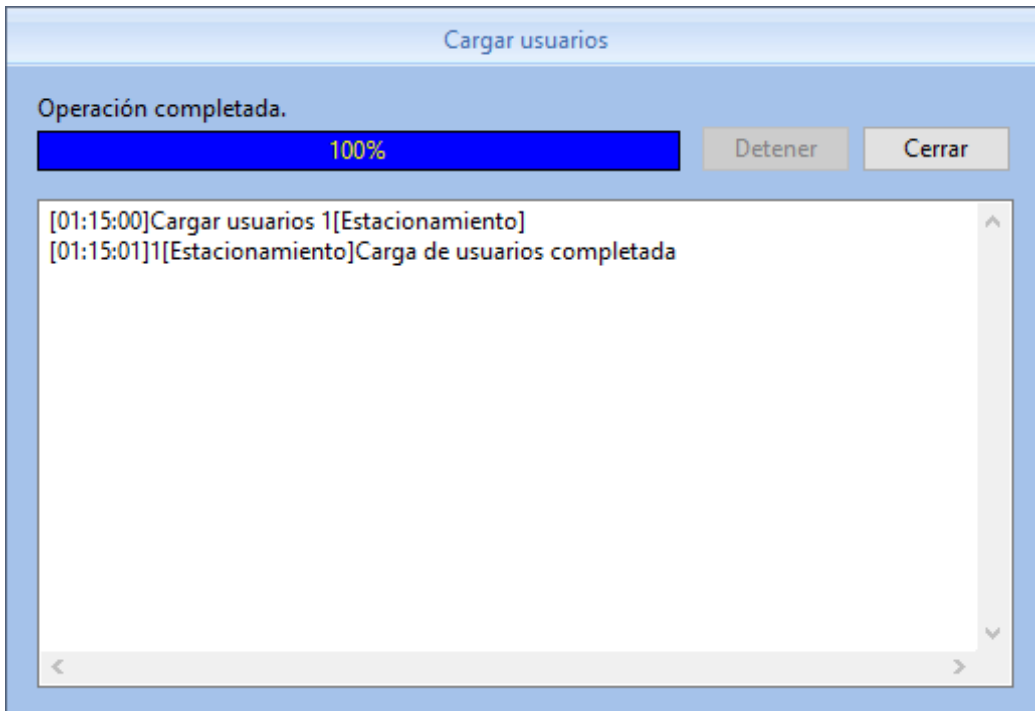 Cargar usuarios
Operación completada.
100%
Detener
Cerrar
[01:15:00]Cargar usuarios 1[Estacionamiento]
[01:15:01]1[Estacionamiento]Carga de usuarios completada